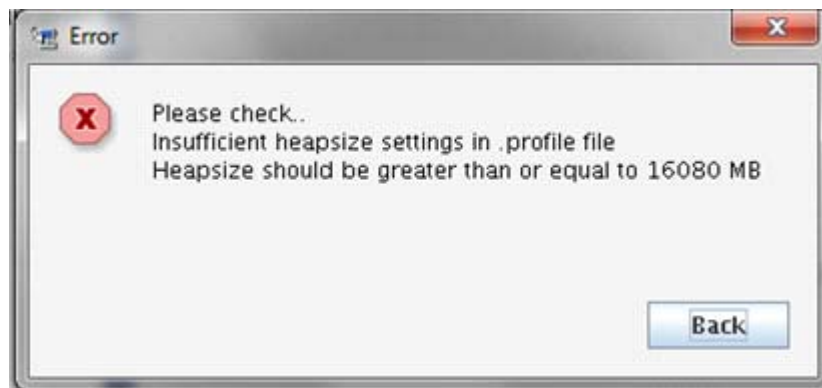 Error
Please check..
Insufficient heapsize settings in .profile file
Heapsize should be greater than or equal to 16080 MB
Back